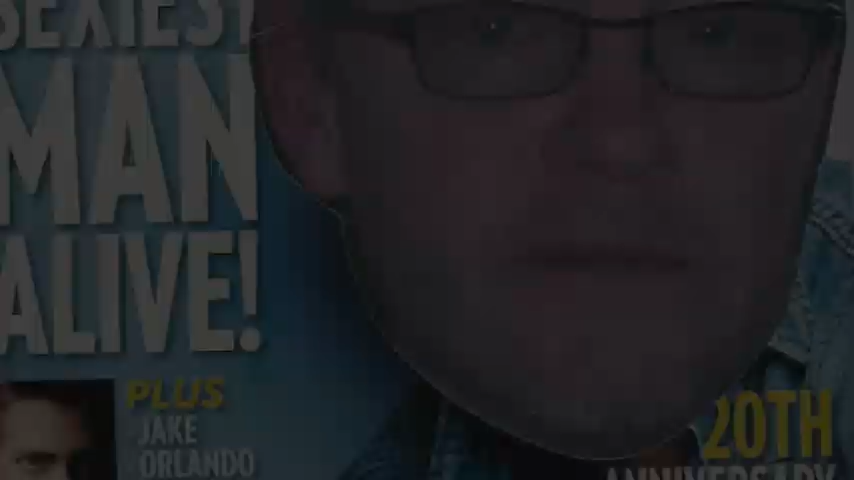 SEXIEST
MAN
ALIVE!
PLUS
JAKE
ORLANDO
20TH
ANNIVERSARY